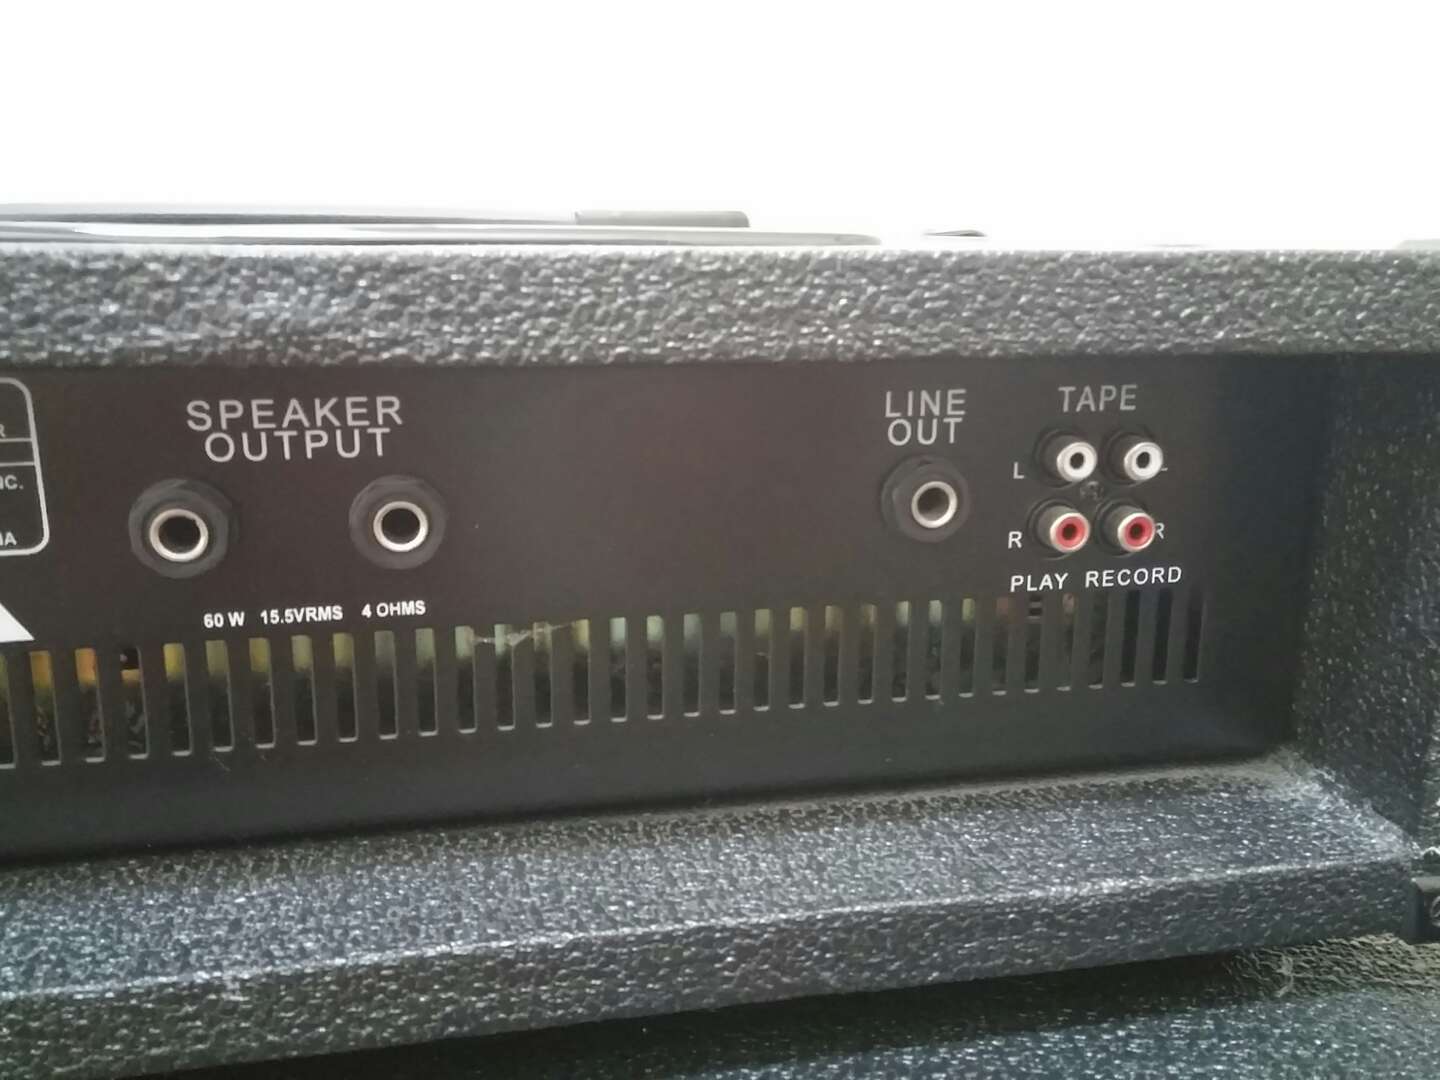 SPEAKER
OUTPUT
60 W 15.5VRMS 4 OHMS
LINE
OUT
TAPE
L
R R
PLAY RECORD